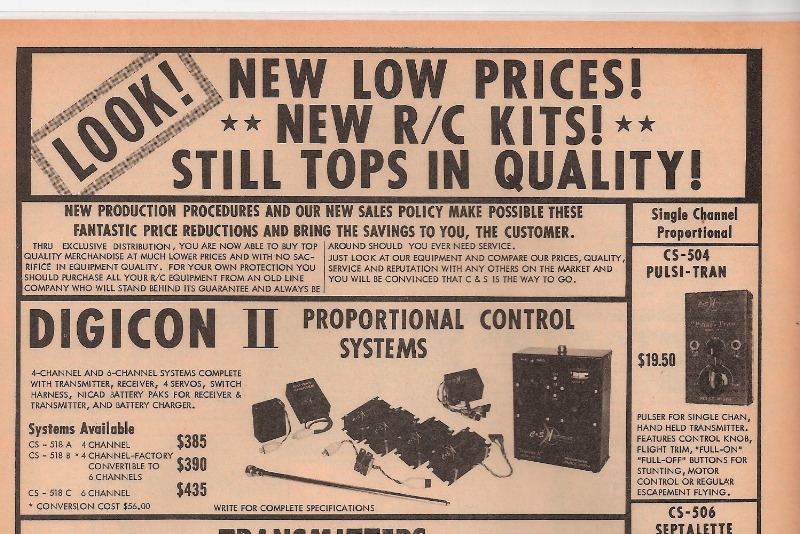 LOOK!
NEW LOW PRICES!
★★ NEW R/C KITS! ★★
STILL TOPS IN QUALITY!
NEW PRODUCTION PROCEDURES AND OUR NEW SALES POLICY MAKE POSSIBLE THESE
FANTASTIC PRICE REDUCTIONS AND BRING THE SAVINGS TO YOU, THE CUSTOMER.
THRU EXCLUSIVE DISTRIBUTION, YOU ARE NOW ABLE TO BUY TOP
QUALITY MERCHANDISE AT MUCH LOWER PRICES AND WITH NO SAC-
RIFICE IN EQUIPMENT QUALITY. FOR YOUR OWN PROTECTION YOU
SHOULD PURCHASE ALL YOUR R/C EQUIPMENT FROM AN OLD LINE
COMPANY WHO WILL STAND BEHIND ITS GUARANTEE AND ALWAYS BE
AROUND SHOULD YOU EVER NEED SERVICE.
JUST LOOK AT OUR EQUIPMENT AND COMPARE OUR PRICES, QUALITY,
SERVICE AND REPUTATION WITH ANY OTHERS ON THE MARKET AND
YOU WILL BE CONVINCED THAT C & S IS THE WAY TO GO.
DIGICON II PROPORTIONAL CONTROL
SYSTEMS
4-CHANNEL AND 6-CHANNEL SYSTEMS COMPLETE
WITH TRANSMITTER, RECEIVER, 4 SERVOS, SWITCH
HARNESS, NICAD BATTERY PAKS FOR RECEIVER &
TRANSMITTER, AND BATTERY CHARGER.
Systems Available
CS - 518 A 4 CHANNEL $385
CS - 518 B * 4 CHANNEL-FACTORY
CONVERTIBLE TO $390
6 CHANNELS
CS - 518 C 6 CHANNEL $435
* CONVERSION COST $56.00
WRITE FOR COMPLETE SPECIFICATIONS
TRANSMITTERS
Single Channel
Proportional
CS-504
PULSI-TRAN
$19.50
PULSER FOR SINGLE CHAN,
HAND HELD TRANSMITTER.
FEATURES CONTROL KNOB,
FLIGHT TRIM, "FULL-ON"
"FULL-OFF" BUTTONS FOR
STUNTING, MOTOR
CONTROL OR REGULAR
ESCAPEMENT FLYING.
CS-506
SEPTALETTE